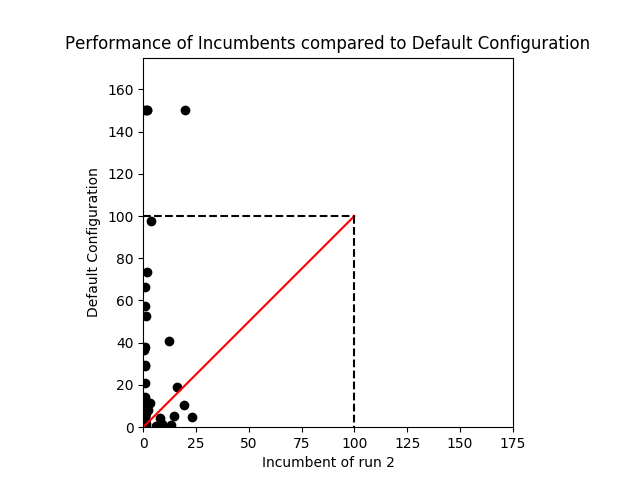 Performance of Incumbents compared to Default Configuration
160
140
120
100
80
60
40
20
0
Default Configuration
0 25 50 75 100 125 150 175
Incumbent of run 2